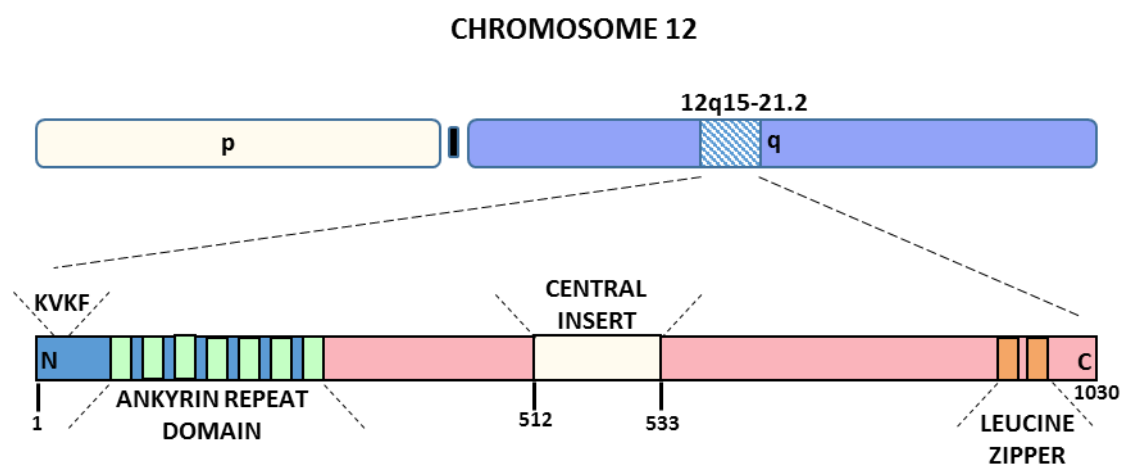 CHROMOSOME 12
12q15-21.2
p
q
KVKF
CENTRAL
INSERT
N
C
1
ANKYRIN REPEAT
DOMAIN
512
533
1030
LEUCINE
ZIPPER